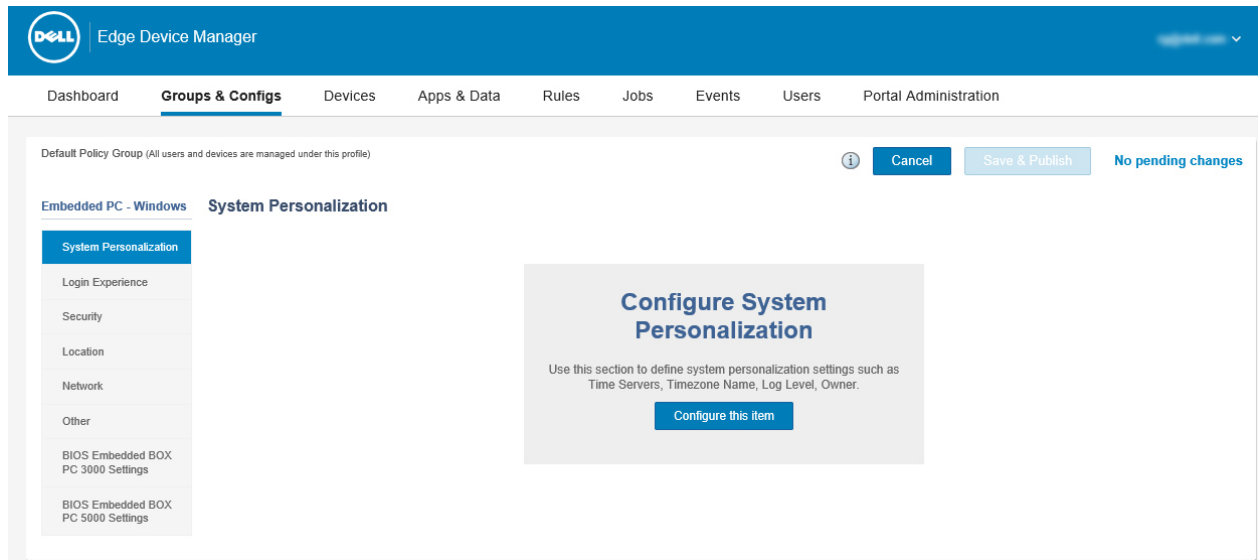 DELL
Edge Device Manager
Dashboard Groups & Configs Devices Apps & Data Rules Jobs Events Users Portal Administration
Default Policy Group (All users and devices are managed under this profile)
i
Cancel
Save & Publish
No pending changes
Embedded PC - Windows
System Personalization
Login Experience
Security
Location
Network
Other
BIOS Embedded BOX
PC 3000 Settings
BIOS Embedded BOX
PC 5000 Settings
System Personalization
Configure System
Personalization
Use this section to define system personalization settings such as
Time Servers, Timezone Name, Log Level, Owner.
Configure this item